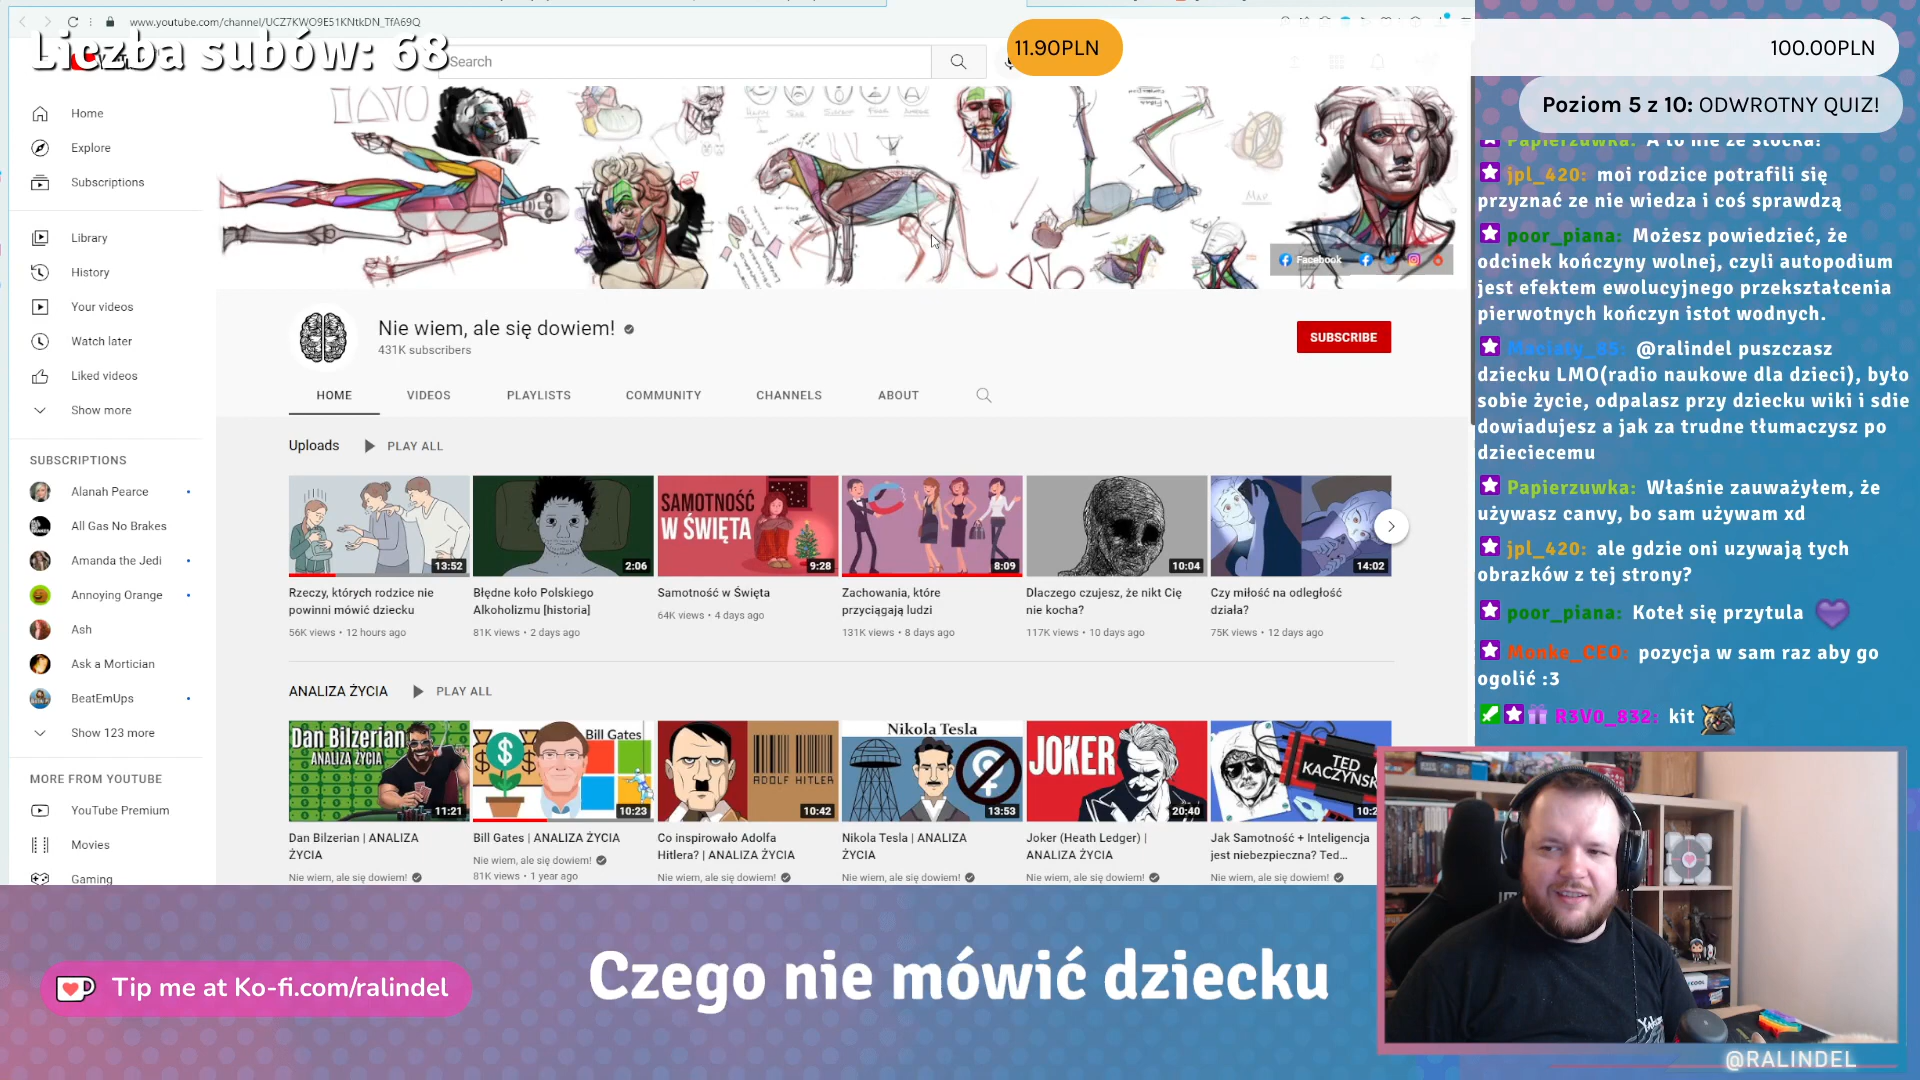 www.youtube.com/channel/UCZ7KWO9E51KNtkDN_TfA69Q
Liczba subów: 68
Search
11.90PLN
100.00PLN
Poziom 5 z 10: ODWROTNY QUIZ!
Home
Explore
Subscriptions
Library
History
Your videos
Watch later
Liked videos
Show more
SUBSCRIPTIONS
Alanah Pearce
All Gas No Brakes
Amanda the Jedi
Annoying Orange
Ash
Ask a Mortician
BeatEmUps
Show 123 more
MORE FROM YOUTUBE
YouTube Premium
Movies
Gaming
Facebook
Nie wiem, ale się dowiem!
431K subscribers
SUBSCRIBE
HOME VIDEOS PLAYLISTS COMMUNITY CHANNELS ABOUT
Uploads PLAY ALL
13:52
Rzeczy, których rodzice nie
powinni mówić dziecku
56K views • 12 hours ago
2:06
Błędne koło Polskiego
Alkoholizmu [historia]
81K views • 2 days ago
SAMOTNOŚĆ
W ŚWIĘTA
9:28
Samotność w Święta
64K views • 4 days ago
8:09
Zachowania, które
przyciągają ludzi
131K views • 8 days ago
10:04
Dlaczego czujesz, że nikt Cię
nie kocha?
117K views • 10 days ago
14:02
Czy miłość na odległość
działa?
75K views • 12 days ago
ANALIZA ŻYCIA PLAY ALL
Dan Bilzerian
ANALIZA ŻYCIA
11:21
Dan Bilzerian | ANALIZA
ŻYCIA
Nie wiem, ale się dowiem!
Bill Gates
10:23
Bill Gates | ANALIZA ŻYCIA
Nie wiem, ale się dowiem!
81K views • 1 year ago
ADOLF HITLER
10:42
Co inspirowało Adolfa
Hitlera? | ANALIZA ŻYCIA
Nie wiem, ale się dowiem!
Nikola Tesla
13:53
Nikola Tesla | ANALIZA
ŻYCIA
Nie wiem, ale się dowiem!
JOKER
20:40
Joker (Heath Ledger) |
ANALIZA ŻYCIA
Nie wiem, ale się dowiem!
TED
Jak Samotność + Inteligencja
jest niebezpieczna? Ted...
Nie wiem, ale się dowiem!
Papierzuwka: A to nie ze stocka?
jpl_420: moi rodzice potrafili się
przyznać ze nie wiedza i coś sprawdzą
poor_piana: Możesz powiedzieć, że
odcinek kończyny wolnej, czyli autopodium
jest efektem ewolucyjnego przekształcenia
pierwotnych kończyn istot wodnych.
@ralindel puszczasz
dziecku LMO(radio naukowe dla dzieci), było
sobie życie, odpalasz przy dziecku wiki i sdie
dowiadujesz a jak za trudne tłumaczysz po
dzieciecemu
Papierzuwka: Właśnie zauważyłem, że
używasz canvy, bo sam używam xd
jpl_420: ale gdzie oni uzywają tych
obrazków z tej strony?
poor_piana: Koteł się przytula
Monke_CEO: pozycja w sam raz aby go
ogolić :3
R3V0_832: kit
Tip me at Ko-fi.com/ralindel
Czego nie mówić dziecku
@RALINDEL